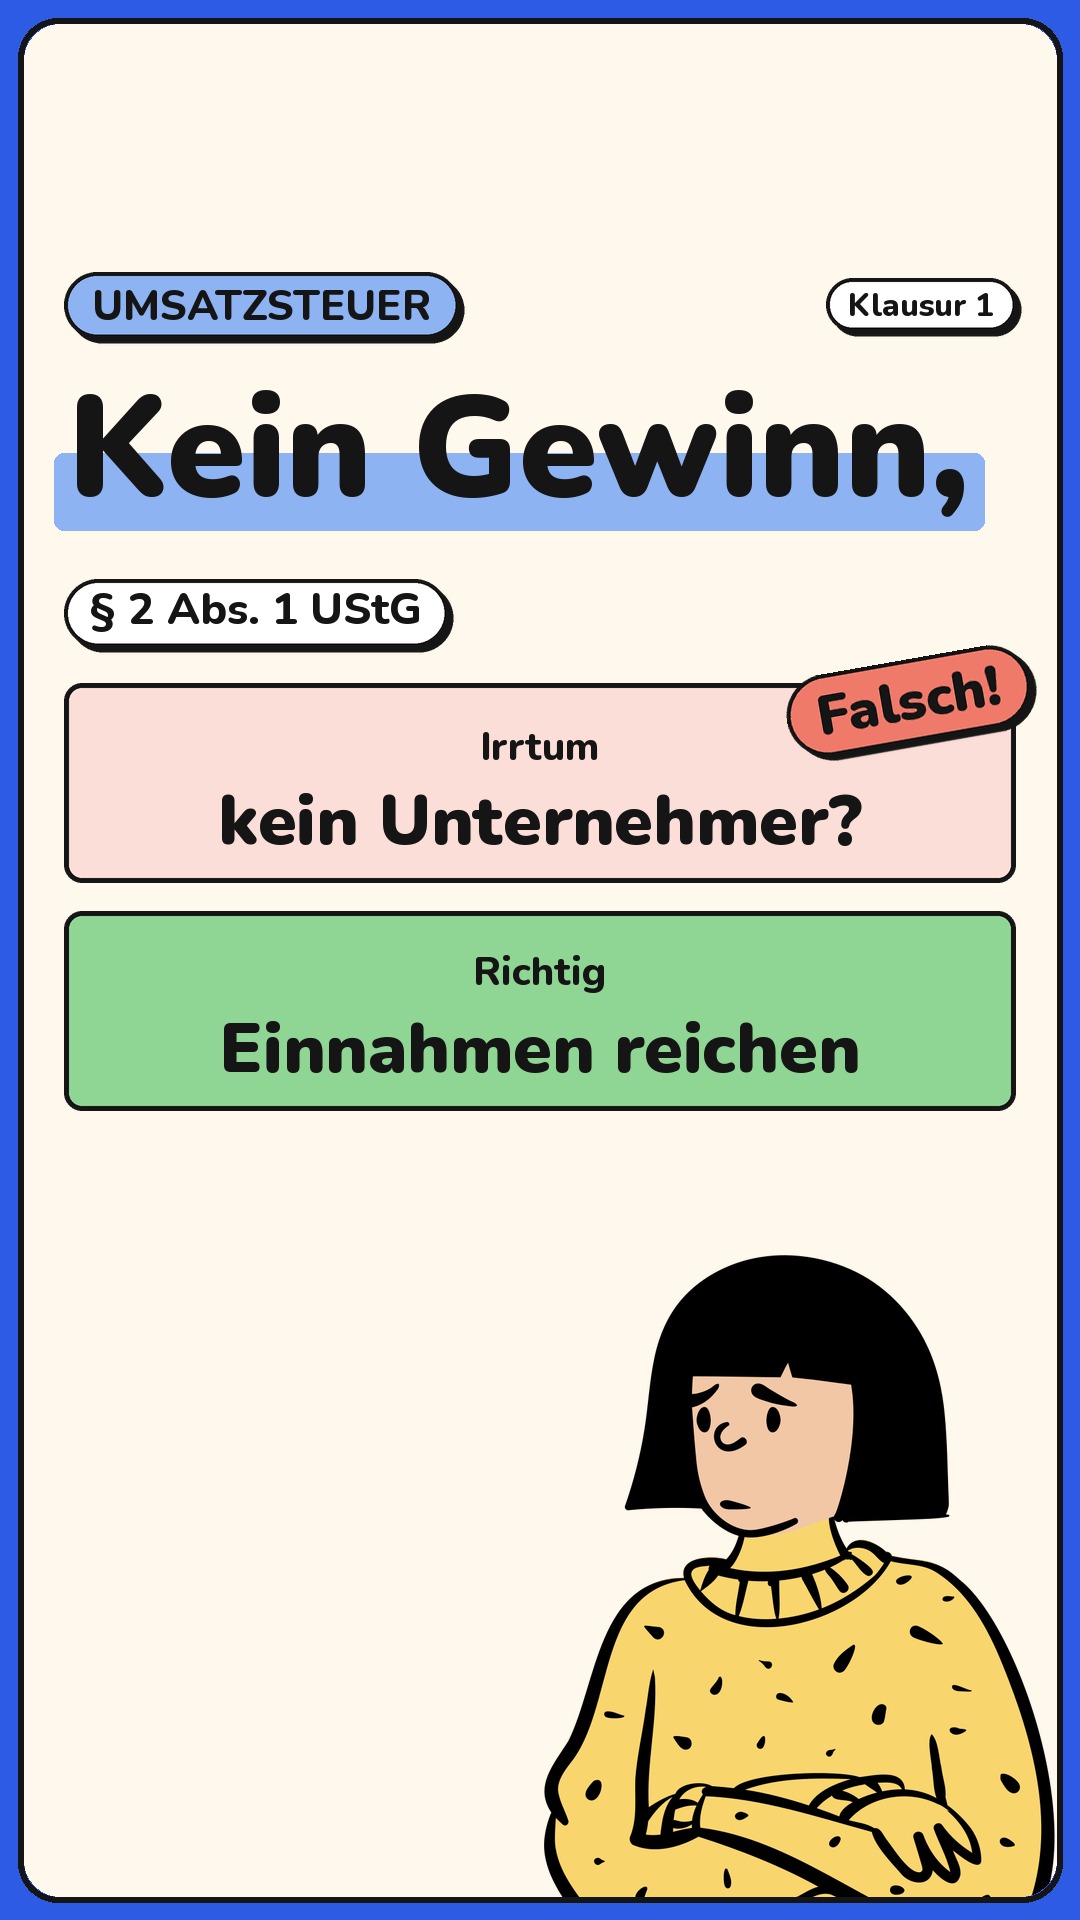 UMSATZSTEUER
Klausur 1
Kein Gewinn,
§ 2 Abs. 1 UStG
Falsch!
Irrtum
kein Unternehmer?
Richtig
Einnahmen reichen